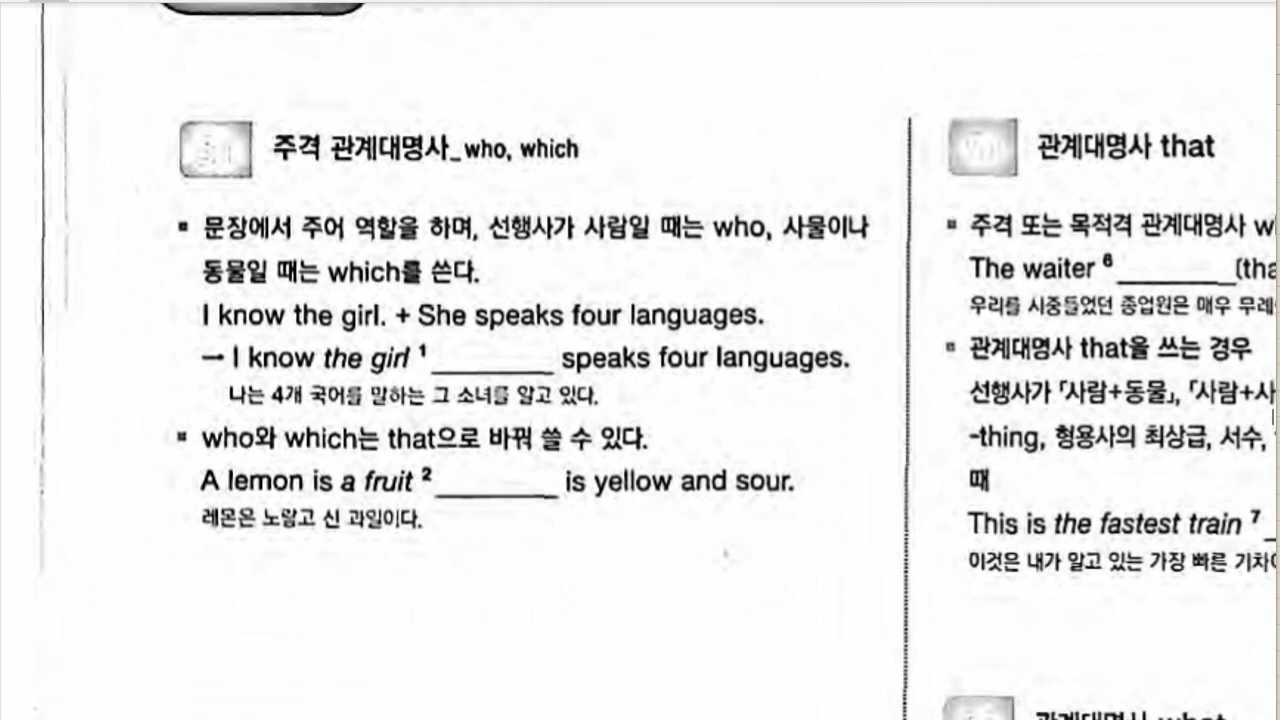 주격 관계대명사_who, which
▪ 문장에서 주어 역할을 하며, 선행사가 사람일 때는 who, 사물이나
동물일 때는 which를 쓴다.
I know the girl. + She speaks four languages.
→ I know the girl ¹ ________ speaks four languages.
나는 4개 국어를 말하는 그 소녀를 알고 있다.
▪ who와 which는 that으로 바꿔 쓸 수 있다.
A lemon is a fruit ² ________ is yellow and sour.
레몬은 노랗고 신 과일이다.
관계대명사 that
▪ 주격 또는 목적격 관계대명사
The waiter ⁶ ________ (tha
우리를 시중들었던 종업원은 매우 무례
▪ 관계대명사 that을 쓰는 경우
선행사가 「사람+동물」, 「사람+사
-thing, 형용사의 최상급, 서수,
때
This is the fastest train ⁷
이것은 내가 알고 있는 가장 빠른 기차
관계대명사 what